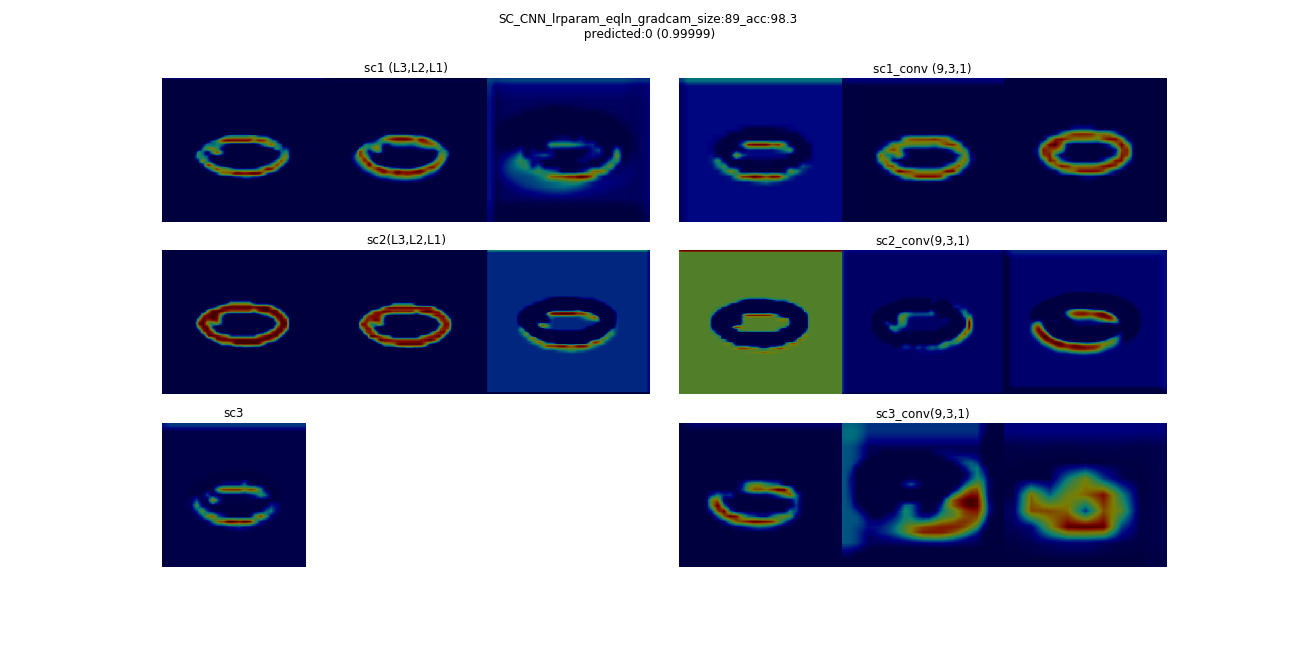 SC_CNN_lrparam_eqln_gradcam_size:89_acc:98.3
predicted:0 (0.99999)
sc1 (L3,L2,L1)
sc1_conv (9,3,1)
sc2(L3,L2,L1)
sc2_conv(9,3,1)
sc3
sc3_conv(9,3,1)